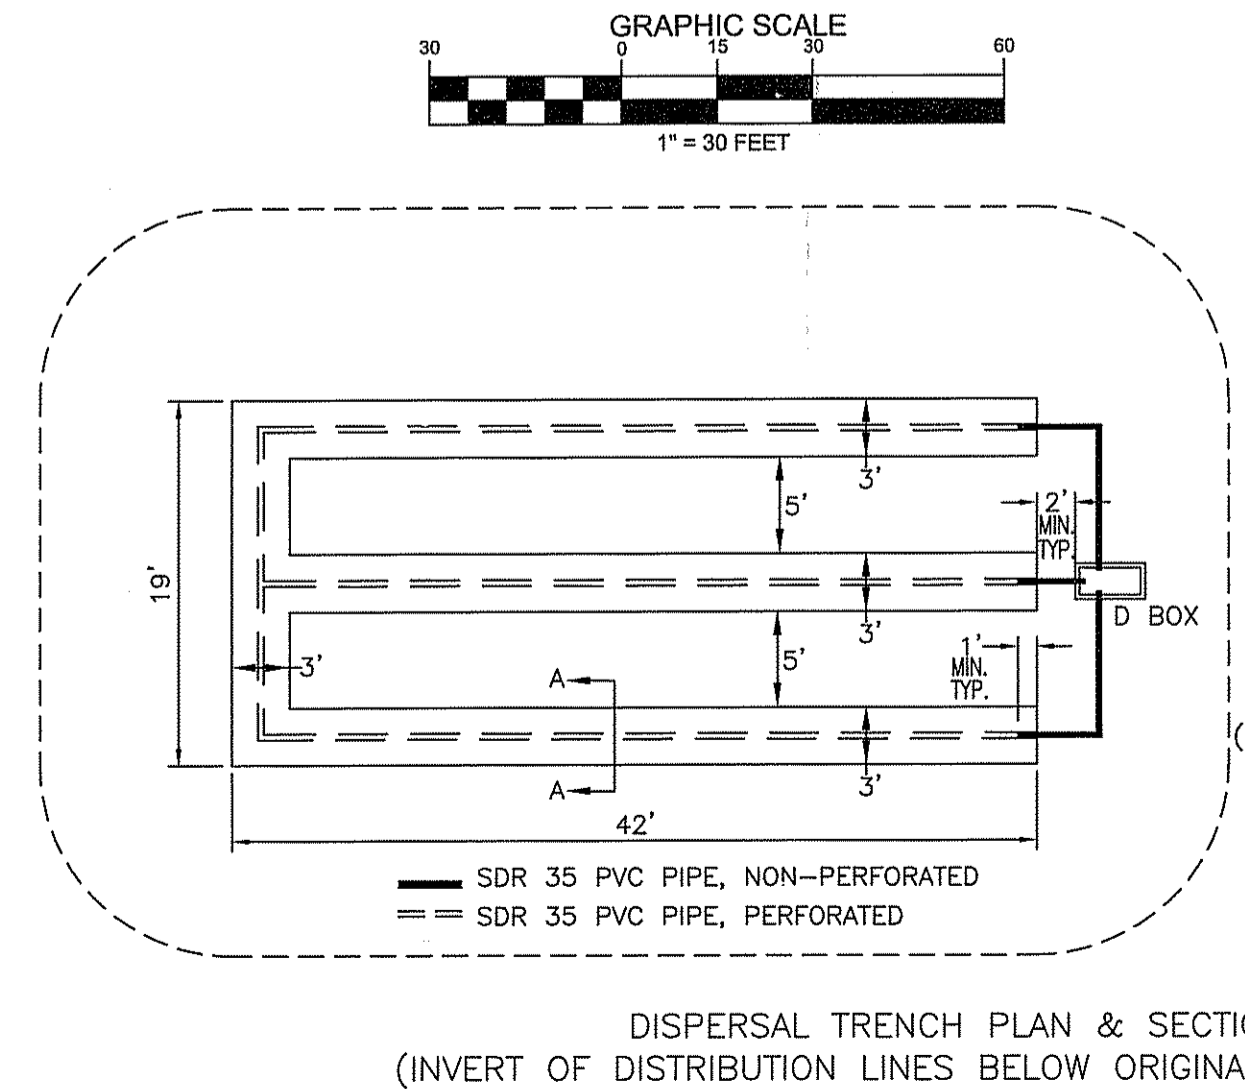 GRAPHIC SCALE
30 0 15 30 60
1" = 30 FEET
3'
5'
2'
MIN.
TYP.
19'
3'
D BOX
3'
5'
1'
MIN.
TYP.
A
A
3'
42'
(
SDR 35 PVC PIPE, NON-PERFORATED
SDR 35 PVC PIPE, PERFORATED
DISPERSAL TRENCH PLAN & SECTIO
(INVERT OF DISTRIBUTION LINES BELOW ORIGINA